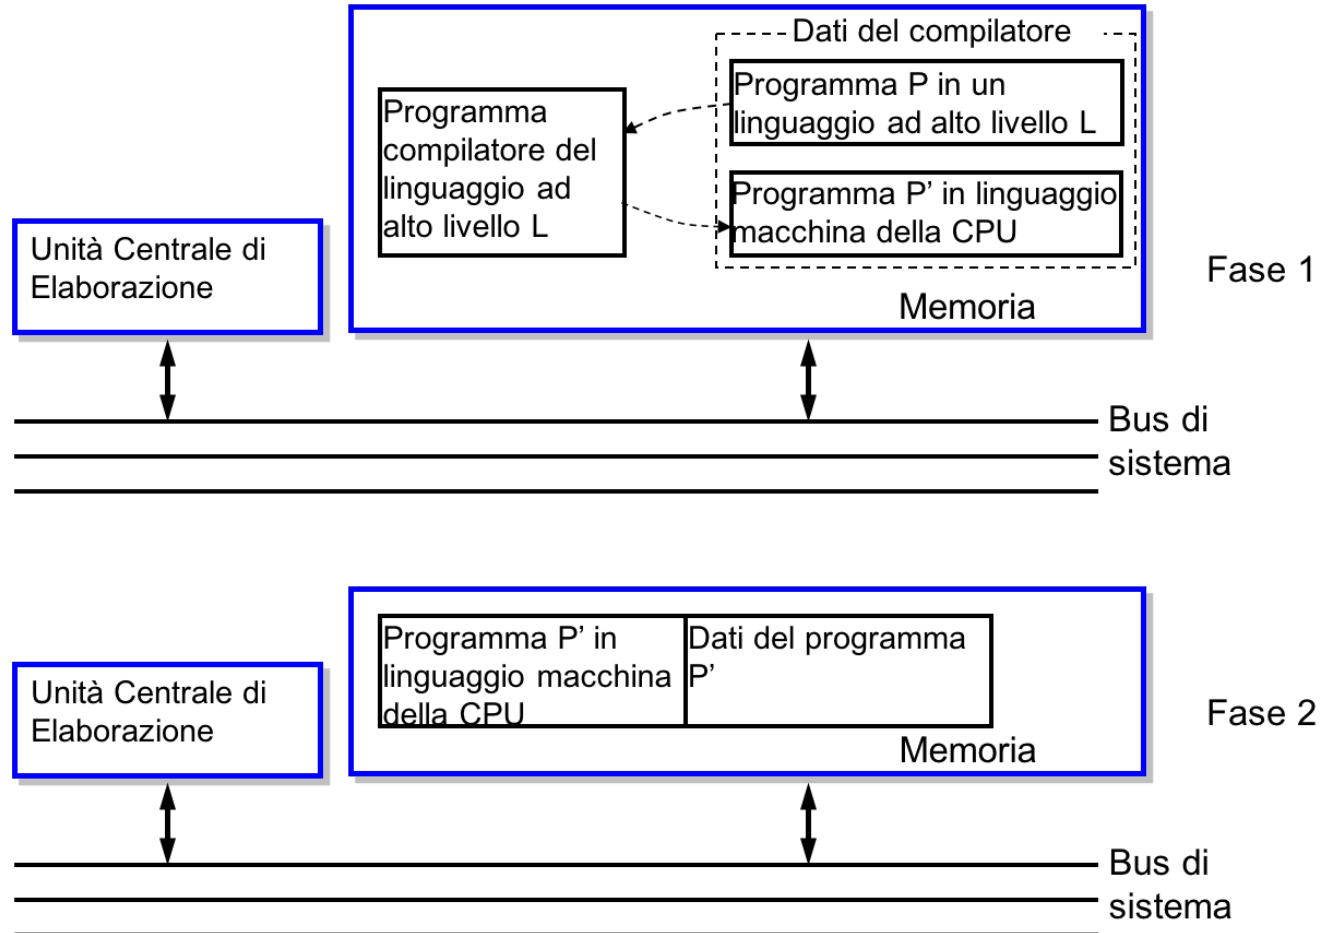 Dati del compilatore
Programma P in un
linguaggio ad alto livello L
Programma
compilatore del
linguaggio ad
alto livello L
Programma P’ in linguaggio
macchina della CPU
Unità Centrale di
Elaborazione
Memoria
Fase 1
Bus di
sistema
Programma P’ in
linguaggio macchina
della CPU
Dati del programma
P’
Unità Centrale di
Elaborazione
Memoria
Fase 2
Bus di
sistema